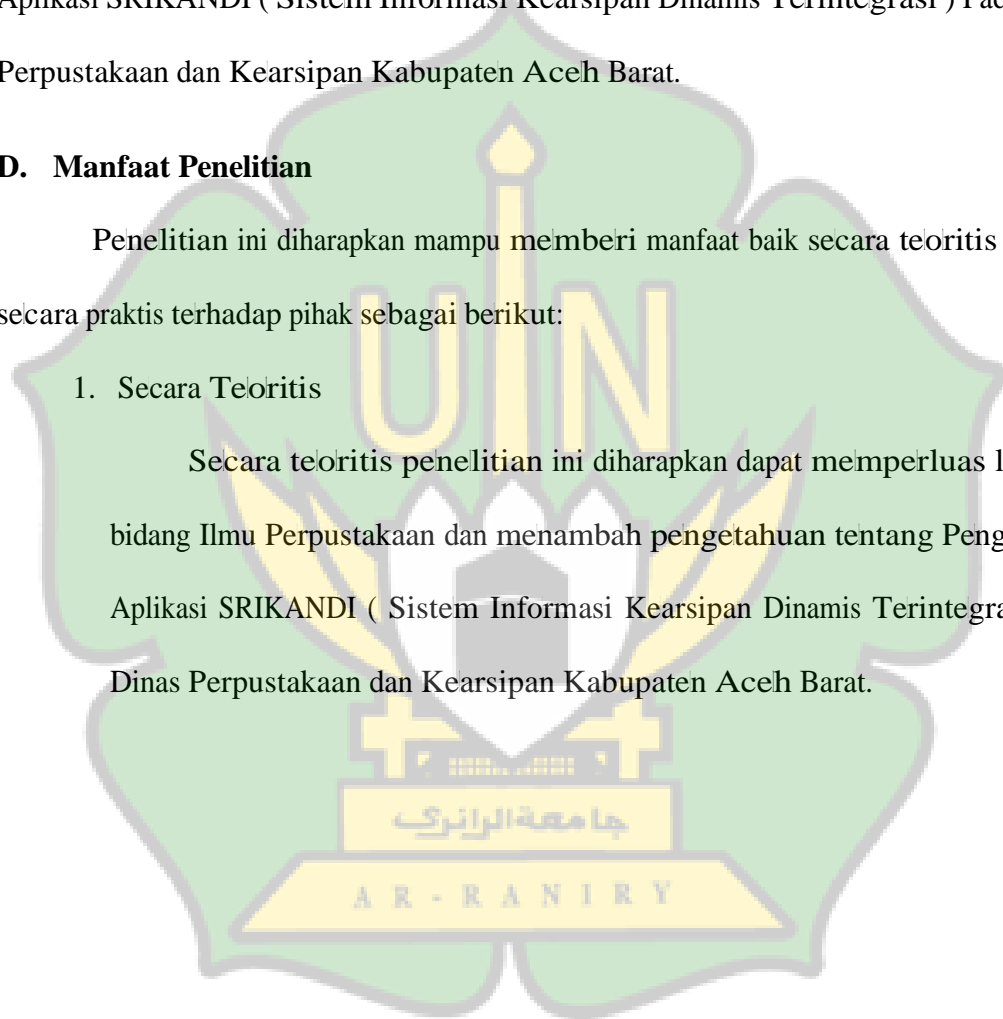 Aplikasi SRIKANDI ( Sistem Informasi Kearsipan Dinamis Terintegrasi )
Perpustakaan dan Kearsipan Kabupaten Aceh Barat.
D. Manfaat Penelitian
Penelitian ini diharapkan mampu memberi manfaat baik secara teoritis
secara praktis terhadap pihak sebagai berikut:
1. Secara Teoritis
Secara teoritis penelitian ini diharapkan dapat memperluas
bidang Ilmu Perpustakaan dan menambah pengetahuan tentang
Aplikasi SRIKANDI ( Sistem Informasi Kearsipan Dinamis
Dinas Perpustakaan dan Kearsipan Kabupaten Aceh Barat.
UIN
جامعة الرانري
AR-RANIRY